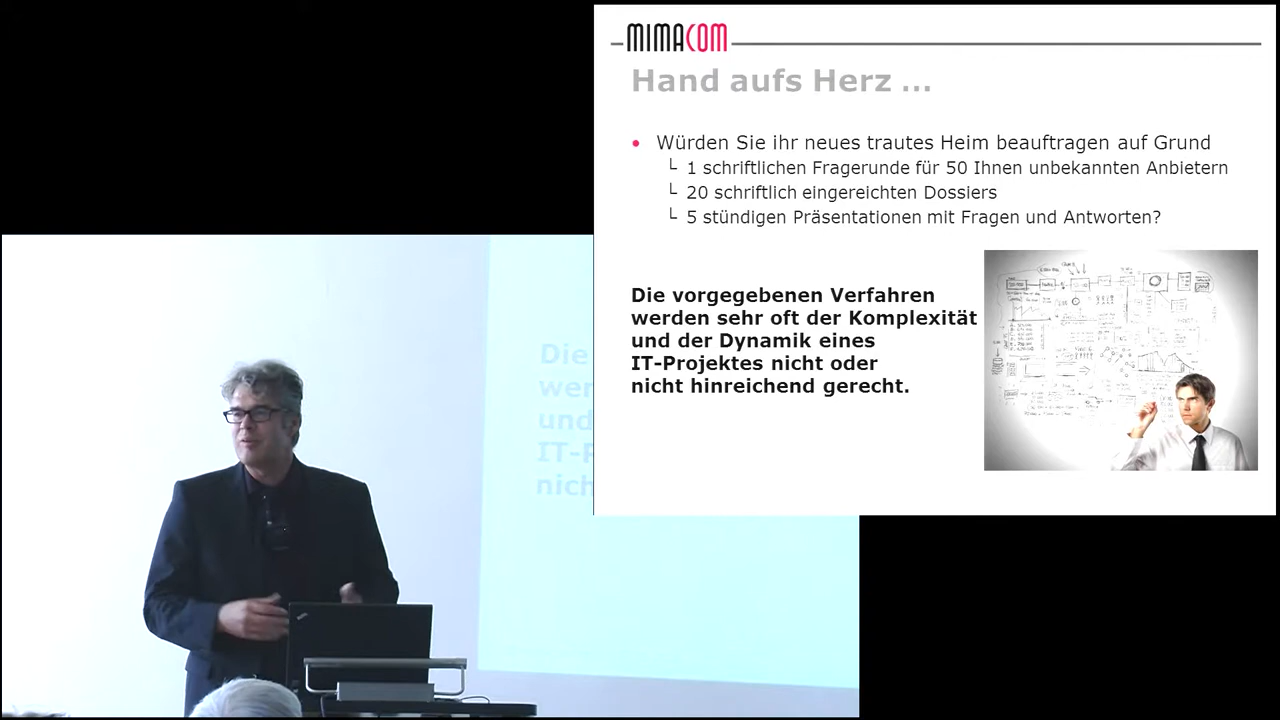 MIMACOM
Hand aufs Herz ...
• Würden Sie ihr neues trautes Heim beauftragen auf Grund
└ 1 schriftlichen Fragerunde für 50 Ihnen unbekannten Anbietern
└ 20 schriftlich eingereichten Dossiers
└ 5 stündigen Präsentationen mit Fragen und Antworten?
Die vorgegebenen Verfahren
werden sehr oft der Komplexität
und der Dynamik eines
IT-Projektes nicht oder
nicht hinreichend gerecht.
Die
wer
und
IT-P
nich